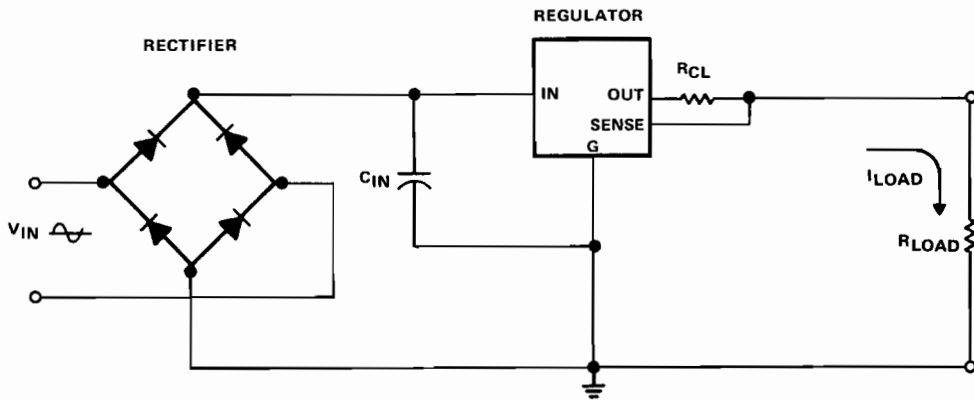 REGULATOR
RECTIFIER
RCL
IN
OUT
SENSE
G
CIN
ILOAD
VIN
RLOAD